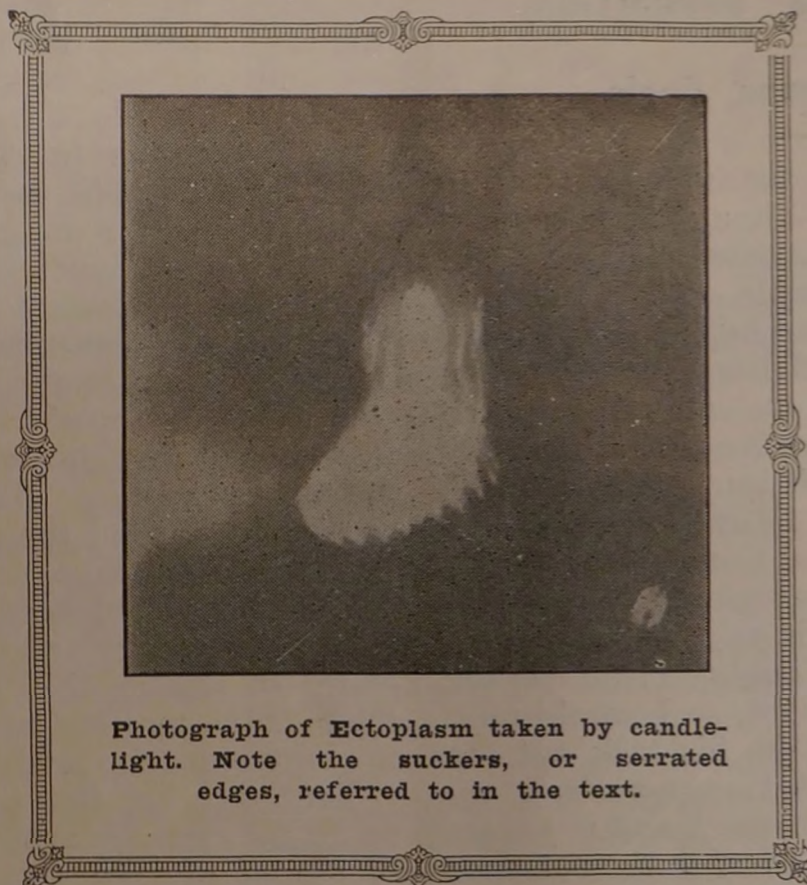 Photograph of Ectoplasm taken by candle-
light. Note the suckers, or serrated
edges, referred to in the text.